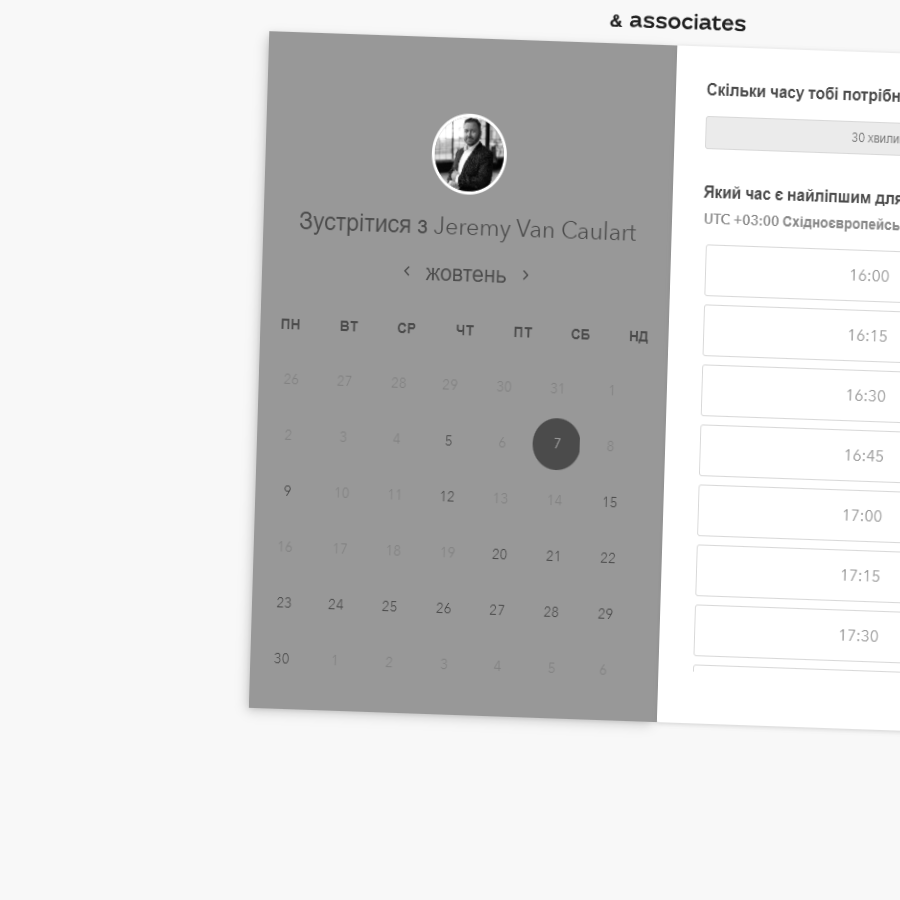 & associates
Зустрітися з Jeremy Van Caulart
жовтень
ПН ВТ СР ЧТ ПТ СБ НД
26 27 28 29 30 31 1
2 3 4 5 6 7 8
9 10 11 12 13 14 15
16 17 18 19 20 21 22
23 24 25 26 27 28 29
30 1 2 3 4 5 6
Скільки часу тобі
30
Який час є найліпшим для
UTC +03:00
16:00
16:15
16:30
16:45
17:00
17:15
17:30